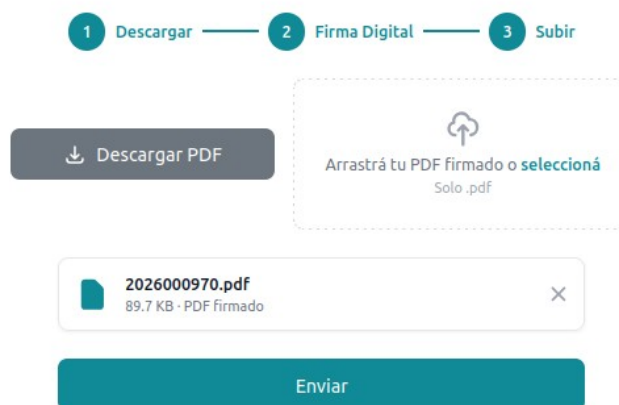 1 Descargar 2 Firma Digital 3 Subir
Descargar PDF
Arrastrá tu PDF firmado o seleccioná
Solo .pdf
2026000970.pdf
89.7 KB · PDF firmado
Enviar